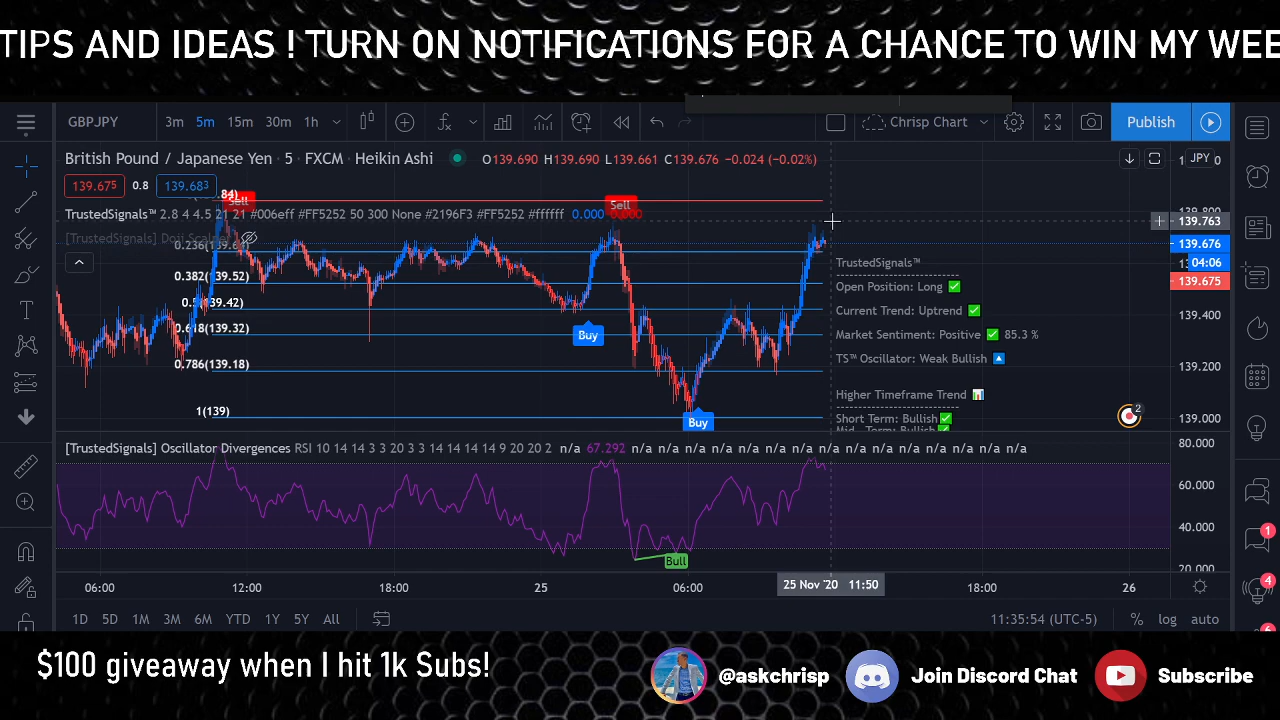 TIPS AND IDEAS ! TURN ON NOTIFICATIONS FOR A CHANCE TO WIN MY WEE
GBPJPY 3m 5m 15m 30m 1h Chrisp Chart Publish
British Pound / Japanese Yen · 5 · FXCM · Heikin Ashi O139.690 H139.690 L139.661 C139.676 −0.024 (−0.02%) JPY
139.675 0.8 139.683
Sell
Sell
TrustedSignals™ 2.8 4 4.5 21 21 #006eff #FF5252 50 300 None #2196F3 #FF5252 #ffffff 0.000 0.000
139.763
139.676
04:06
139.675
139.400
139.200
139.000
0.382(139.52)
0.618(139.32)
0.786(139.18)
1(139)
Buy
Buy
TrustedSignals™
Open Position: Long ✅
Current Trend: Uptrend ✅
Market Sentiment: Positive ✅ 85.3 %
TS™ Oscillator: Weak Bullish 🔼
Higher Timeframe Trend 📊
Short Term: Bullish ✅
2
[TrustedSignals] Oscillator Divergences RSI 10 14 14 3 3 20 3 3 14 14 14 14 14 9 20 20 2 n/a 67.292 n/a n/a n/a n/a n/a n/a n/a n/a n/a n/a n/a n/a n/a n/a n/a
80.000
60.000
40.000
20.000
Bull
06:00 12:00 18:00 25 06:00 25 Nov '20 11:50 18:00 26
1D 5D 1M 3M 6M YTD 1Y 5Y All 11:35:54 (UTC-5) % log auto
1
4
$100 giveaway when I hit 1k Subs!
@askchrisp Join Discord Chat Subscribe